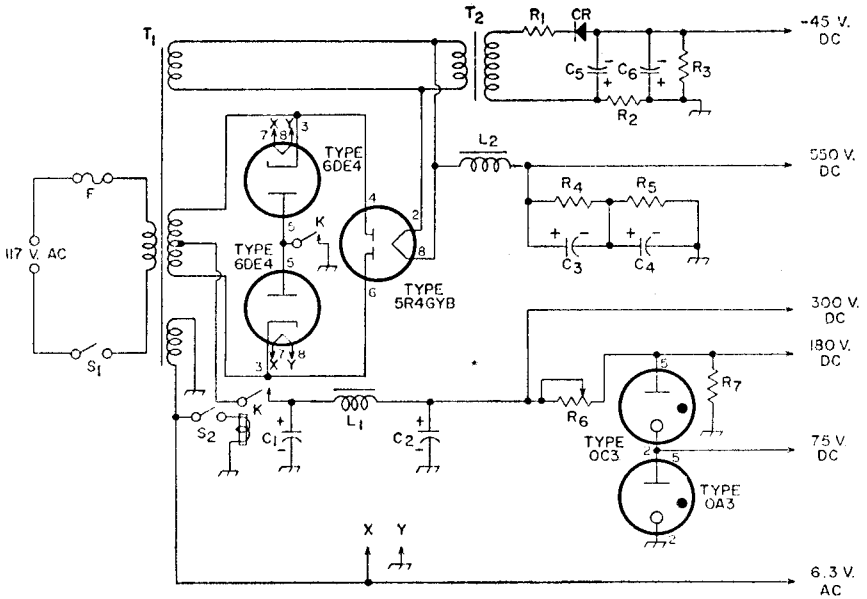 T1
T2
R1
CR
-45 V.
DC
C5
-
+
C6
-
+
R3
R2
X Y
7 8 3
TYPE
6DE4
L2
550 V.
DC
F
5
K
4
2
R4
R5
117 V. AC
TYPE
6DE4
5
8
+ -
C3
+ -
C4
6
TYPE
5R4GYB
300 V.
DC
S1
3
7 8
X Y
180 V.
DC
K
L1
R6
5
R7
S2
+
C1
-
+
C2
-
TYPE
OC3
2
5
75 V.
DC
TYPE
OA3
2
X Y
6.3 V.
AC